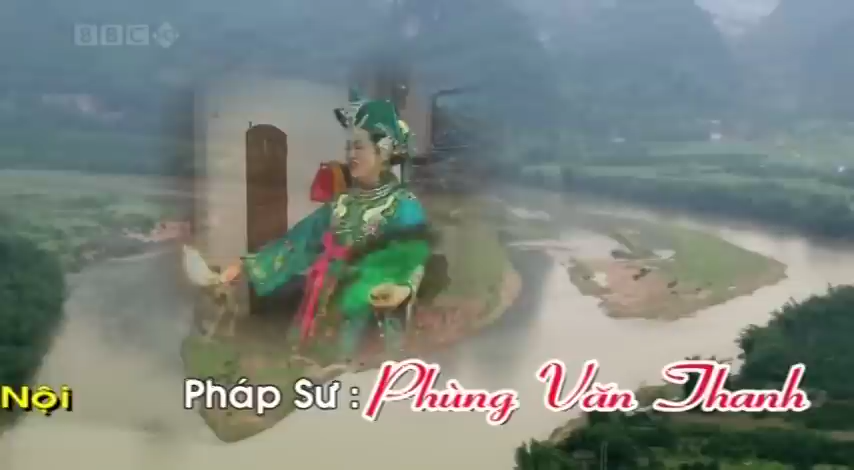 BBC
Nội Pháp Sư : Phùng Văn Thanh